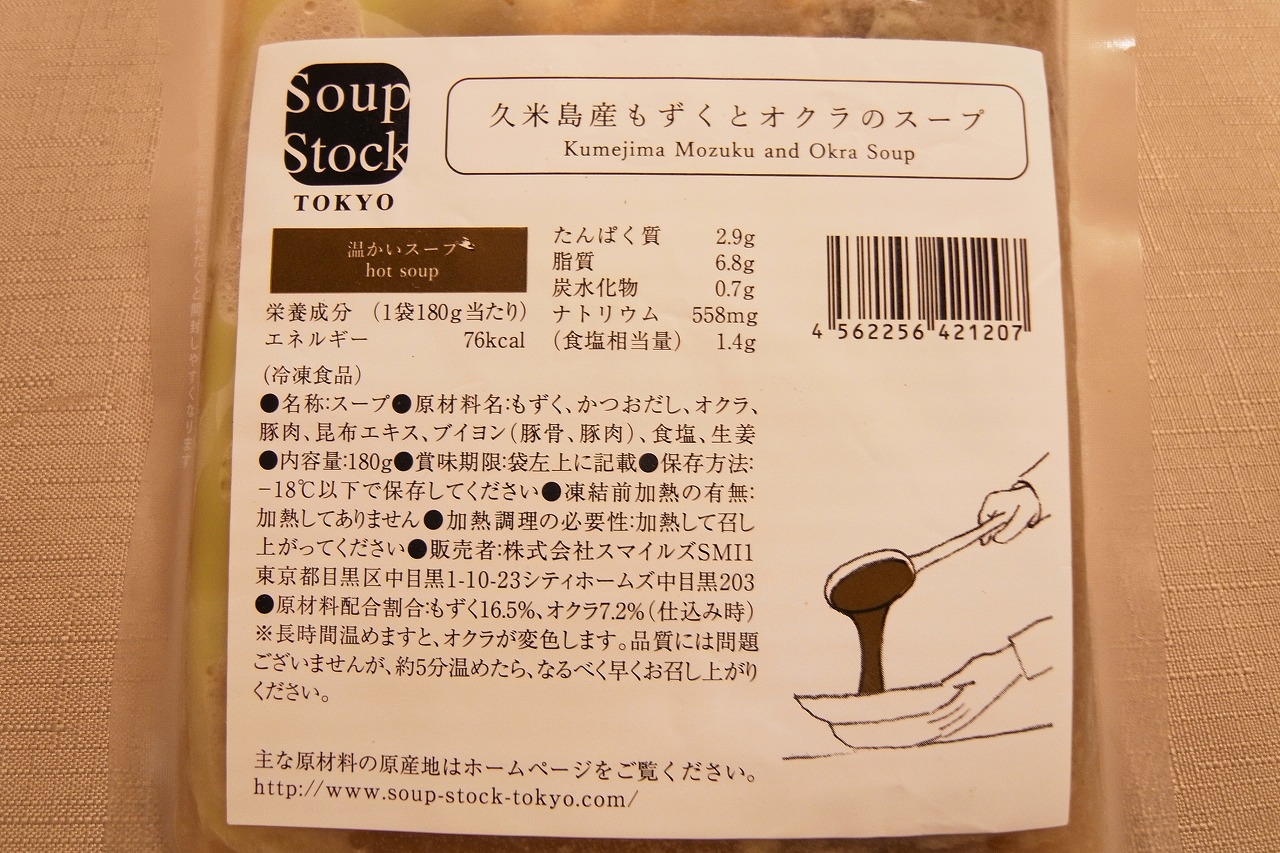 Soup
Stock
TOKYO
久米島産もずくとオクラのスープ
Kumejima Mozuku and Okra Soup
温かいスープ
hot soup
栄養成分 (1袋180g当たり)
エネルギー 76kcal
たんぱく質 2.9g
脂質 6.8g
炭水化物 0.7g
ナトリウム 558mg
(食塩相当量) 1.4g
4 562256 421207
(冷凍食品)
●名称:スープ●原材料名:もずく、かつおだし、オクラ、
豚肉、昆布エキス、ブイヨン(豚骨、豚肉)、食塩、生姜
●内容量:180g●賞味期限:袋左上に記載●保存方法:
−18℃以下で保存してください●凍結前加熱の有無:
加熱してありません●加熱調理の必要性:加熱して召し
上がってください●販売者:株式会社スマイルズSMI1
東京都目黒区中目黒1-10-23シティホームズ中目黒203
●原材料配合割合:もずく16.5%、オクラ7.2%(仕込み時)
※長時間温めますと、オクラが変色します。品質には問題
ございませんが、約5分温めたら、なるべく早くお召し上がり
ください。
主な原材料の原産地はホームページをご覧ください。
http://www.soup-stock-tokyo.com/